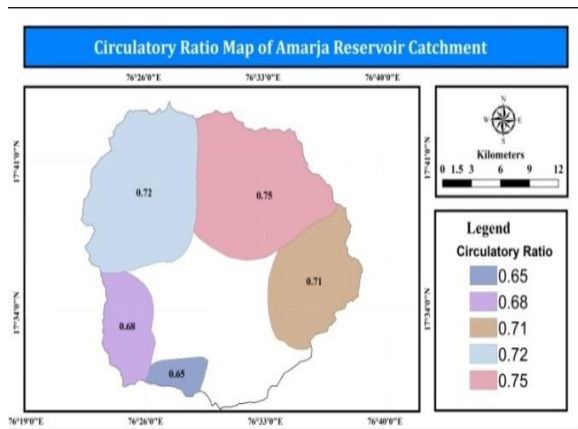 Circulatory Ratio Map of Amarja Reservoir Catchment
76°26'0"E 76°33'0"E 76°40'0"E
17°41'0"N
17°34'0"N
0.72
0.75
0.71
0.68
0.65
17°41'0"N
17°34'0"N
76°19'0"E 76°26'0"E 76°33'0"E 76°40'0"E
N
W E
S
Kilometers
0 1.5 3 6 9 12
Legend
Circulatory Ratio
0.65
0.68
0.71
0.72
0.75